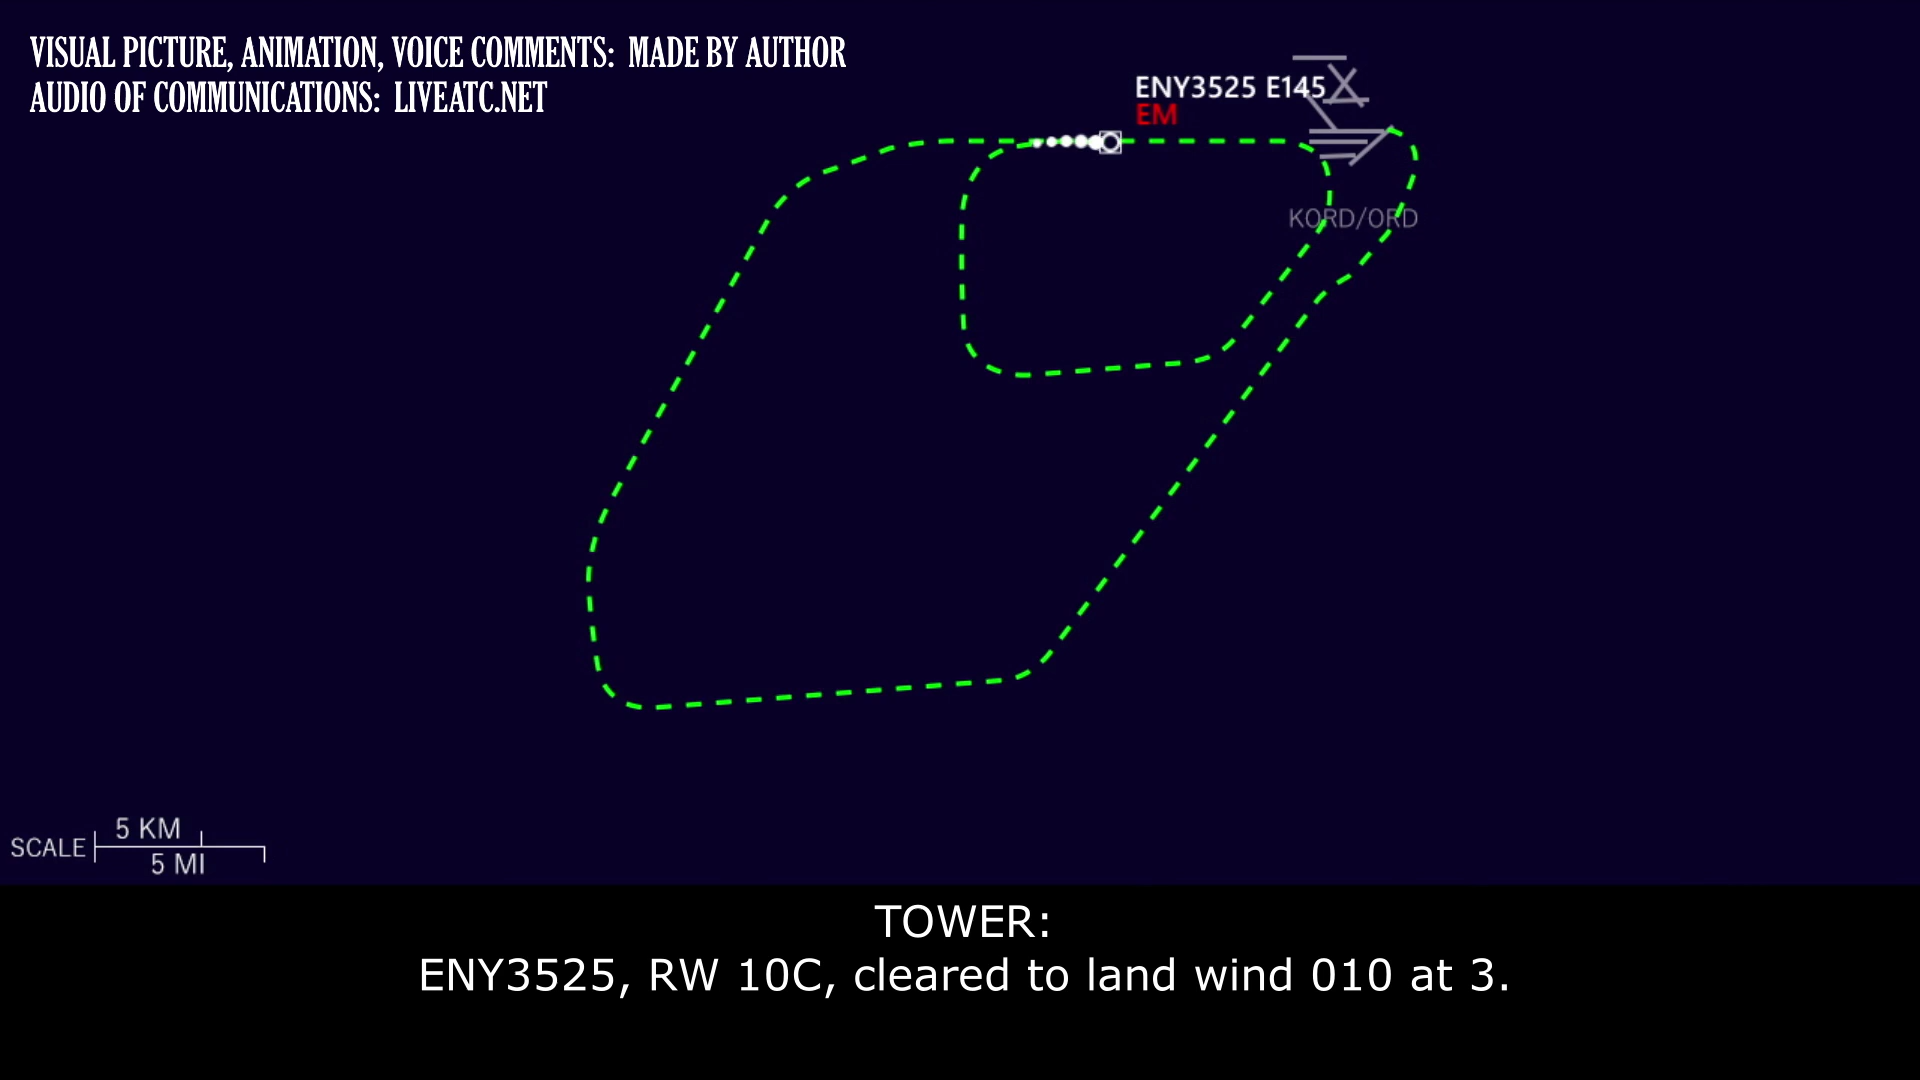 VISUAL PICTURE, ANIMATION, VOICE COMMENTS: MADE BY AUTHOR
AUDIO OF COMMUNICATIONS: LIVEATC.NET
ENY3525 E145
EM
KORD/ORD
5 KM
SCALE
5 MI
TOWER:
ENY3525, RW 10C, cleared to land wind 010 at 3.